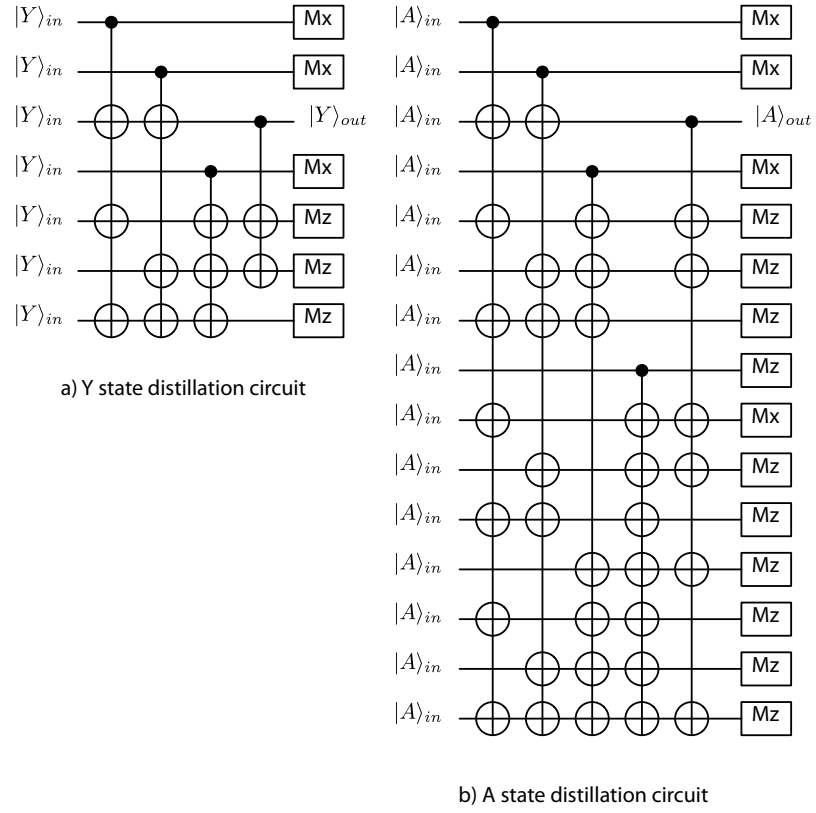 |Y⟩in Mx |A⟩in Mx
|Y⟩in Mx |A⟩in Mx
|Y⟩in |Y⟩out |A⟩in |A⟩out
|Y⟩in Mx |A⟩in Mx
|Y⟩in Mz |A⟩in Mz
|Y⟩in Mz |A⟩in Mz
|Y⟩in Mz |A⟩in Mz
|A⟩in Mz
a) Y state distillation circuit
|A⟩in Mx
|A⟩in Mz
|A⟩in Mz
|A⟩in Mz
|A⟩in Mz
|A⟩in Mz
|A⟩in Mz
b) A state distillation circuit